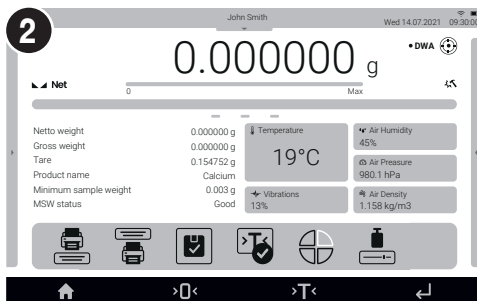 2
John Smith
Wed 14.07.2021 09:30:00
0.000000 g
• DWA
Net
0
Max
Netto weight 0.000000 g
Gross weight 0.000000 g
Tare 0.154752 g
Product name Calcium
Minimum sample weight 0.003 g
MSW status Good
Temperature
19°C
Vibrations
13%
Air Humidity
45%
Air Preasure
980.1 hPa
Air Density
1.158 kg/m3
>T<
>0<
>T<